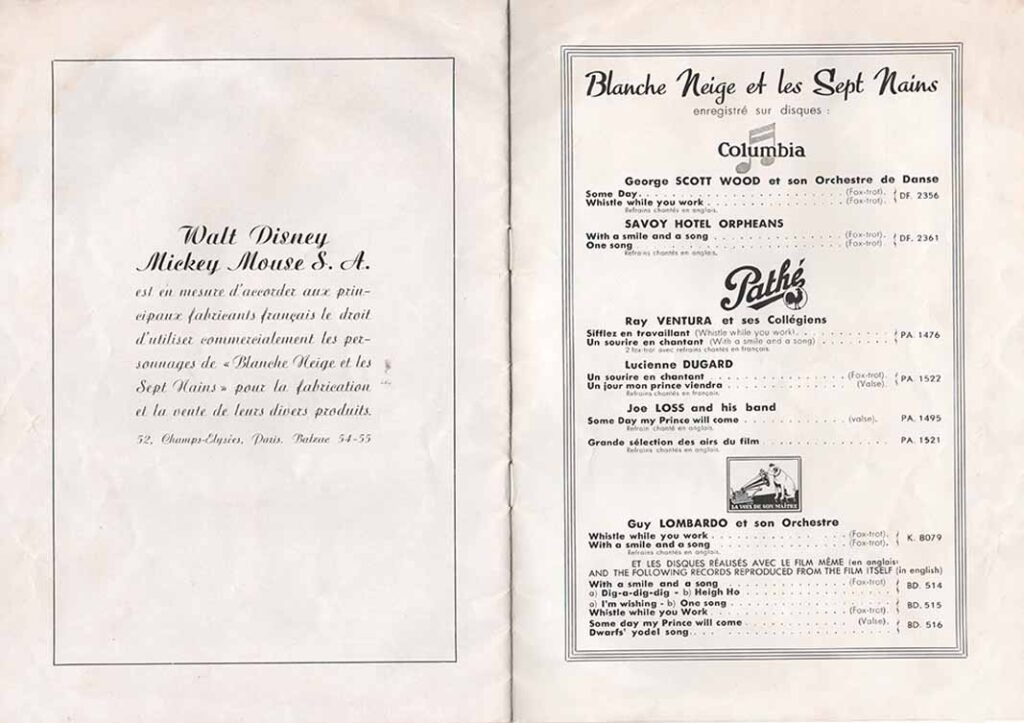 Walt Disney
Mickey Mouse S. A.
est en mesure d'accorder aux prin-
cipaux fabricants français le droit
d'utiliser commercialement les per-
sonnages de « Blanche Neige et les
Sept Nains » pour la fabrication
et la vente de leurs divers produits.
52, Champs-Elysées, Paris. Balzac 54-55
Blanche Neige et les Sept Nains
enregistré sur disques :
Columbia
George SCOTT WOOD et son Orchestre de Danse
Some Day. (Fox-trot).
Whistle while you work (Fox-trot). DF. 2356
Refrains chantés en anglais.
SAVOY HOTEL ORPHEANS
With a smile and a song (Fox-trot).
One song (Fox-trot) DF. 2361
Refrains chantés en anglais.
Pathé
Ray VENTURA et ses Collégiens
Sifflez en travaillant (Whistle while you work).
Un sourire en chantant (With a smile and a song) PA. 1476
2 fox-trot avec refrains chantés en français.
Lucienne DUGARD
Un sourire en chantant (Fox-trot).
Un jour mon prince viendra (Valse). PA. 1522
Refrains chantés en français.
Joe LOSS and his band
Some Day my Prince will come (valse). PA. 1495
Refrain chanté en anglais.
Grande sélection des airs du film PA. 1521
Refrains chantés en anglais.
LA VOIX DE SON MAITRE
Guy LOMBARDO et son Orchestre
Whistle while you work (Fox-trot).
With a smile and a song (Fox-trot). K. 8079
Refrains chantés en anglais.
ET LES DISQUES RÉALISÉS AVEC LE FILM MÊME (en anglais)
AND THE FOLLOWING RECORDS REPRODUCED FROM THE FILM ITSELF (in english)
With a smile and a song (Fox-trot)
a) Dig-a-dig-dig - b) Heigh Ho BD. 514
a) I'm wishing - b) One song
Whistle while you Work (Fox-trot) BD. 515
Some day my Prince will come (Valse).
Dwarfs' yodel song. BD. 516